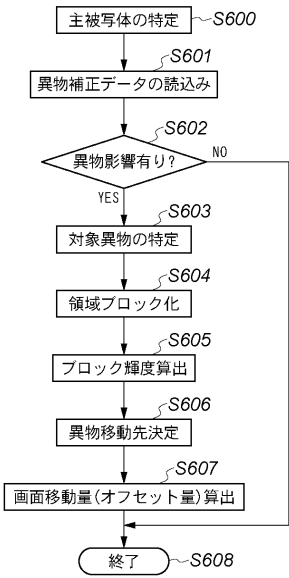 主被写体の特定 S600
S601
異物補正データの読込み
S602
異物影響有り?
NO
YES
S603
対象異物の特定
S604
領域ブロック化
S605
ブロック輝度算出
S606
異物移動先決定
S607
画面移動量(オフセット量)算出
終了 S608